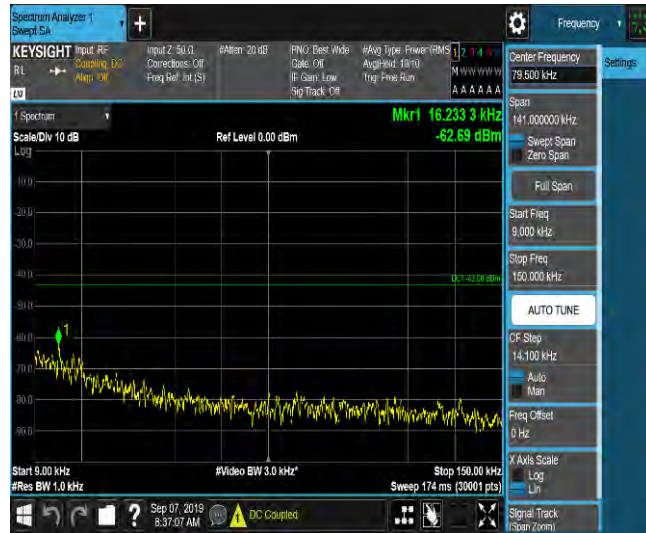 Spectrum Analyzer 1
Swept SA
Frequency
KEYSIGHT
RL
Input: RF
Coupling: DC
Align: Off
Input Z: 50 Ω
Corrections: Off
Freq Ref: Int (S)
#Atten: 20 dB
PNO: Best Wide
Gate: Off
IF Gain: Low
Sig Track: Off
#Avg Type: Power (RMS
Avg|Hold: 10/10
Trig: Free Run
M W W W W W
A A A A A A
LXI
1 Spectrum
Scale/Div 10 dB
Log
Ref Level 0.00 dBm
Mkr1 16.233 3 kHz
-62.69 dBm
-10.0
-20.0
-30.0
-40.0
-50.0
-60.0
-70.0
-80.0
-90.0
DL1 -43.00 dBm
1
Start 9.00 kHz
#Res BW 1.0 kHz
#Video BW 3.0 kHz*
Stop 150.00 kHz
Sweep 174 ms (30001 pts)
Center Frequency
79.500 kHz
Settings
Span
141.000000 kHz
Swept Span
Zero Span
Full Span
Start Freq
9.000 kHz
Stop Freq
150.000 kHz
AUTO TUNE
CF Step
14.100 kHz
Auto
Man
Freq Offset
0 Hz
X Axis Scale
Log
Lin
Signal Track
(Span Zoom)
?
Sep 07, 2019
8:37:07 AM
DC Coupled